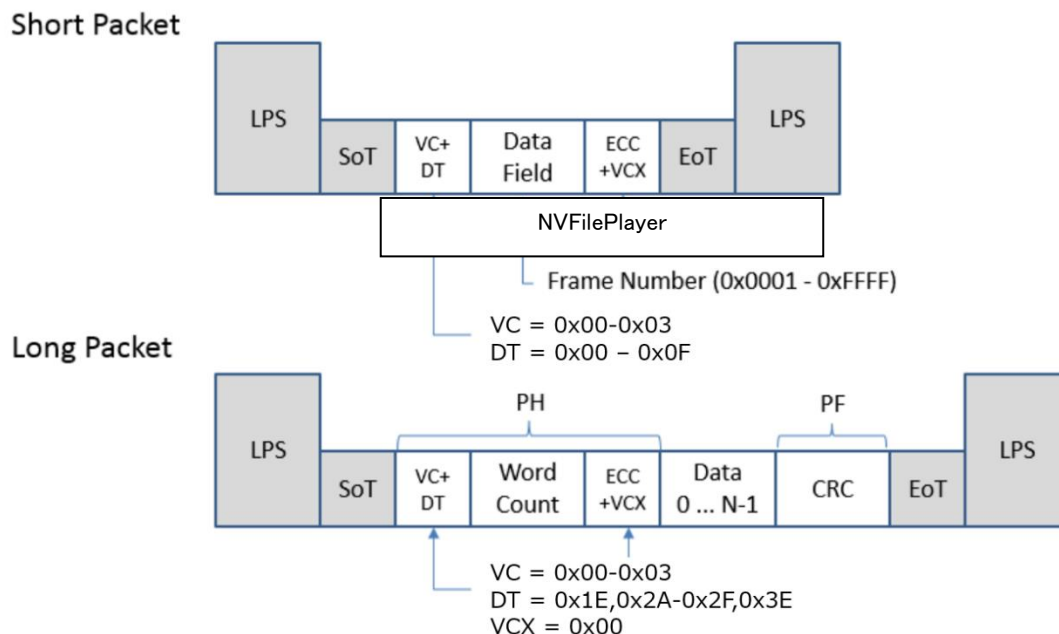 Short Packet
LPS
SoT
VC+
DT
Data
Field
ECC
+VCX
EoT
LPS
NVFilePlayer
Frame Number (0x0001 - 0xFFFF)
VC = 0x00-0x03
DT = 0x00 – 0x0F
Long Packet
PH
PF
LPS
SoT
VC+
DT
Word
Count
ECC
+VCX
Data
0 ... N-1
CRC
EoT
LPS
VC = 0x00-0x03
DT = 0x1E,0x2A-0x2F,0x3E
VCX = 0x00